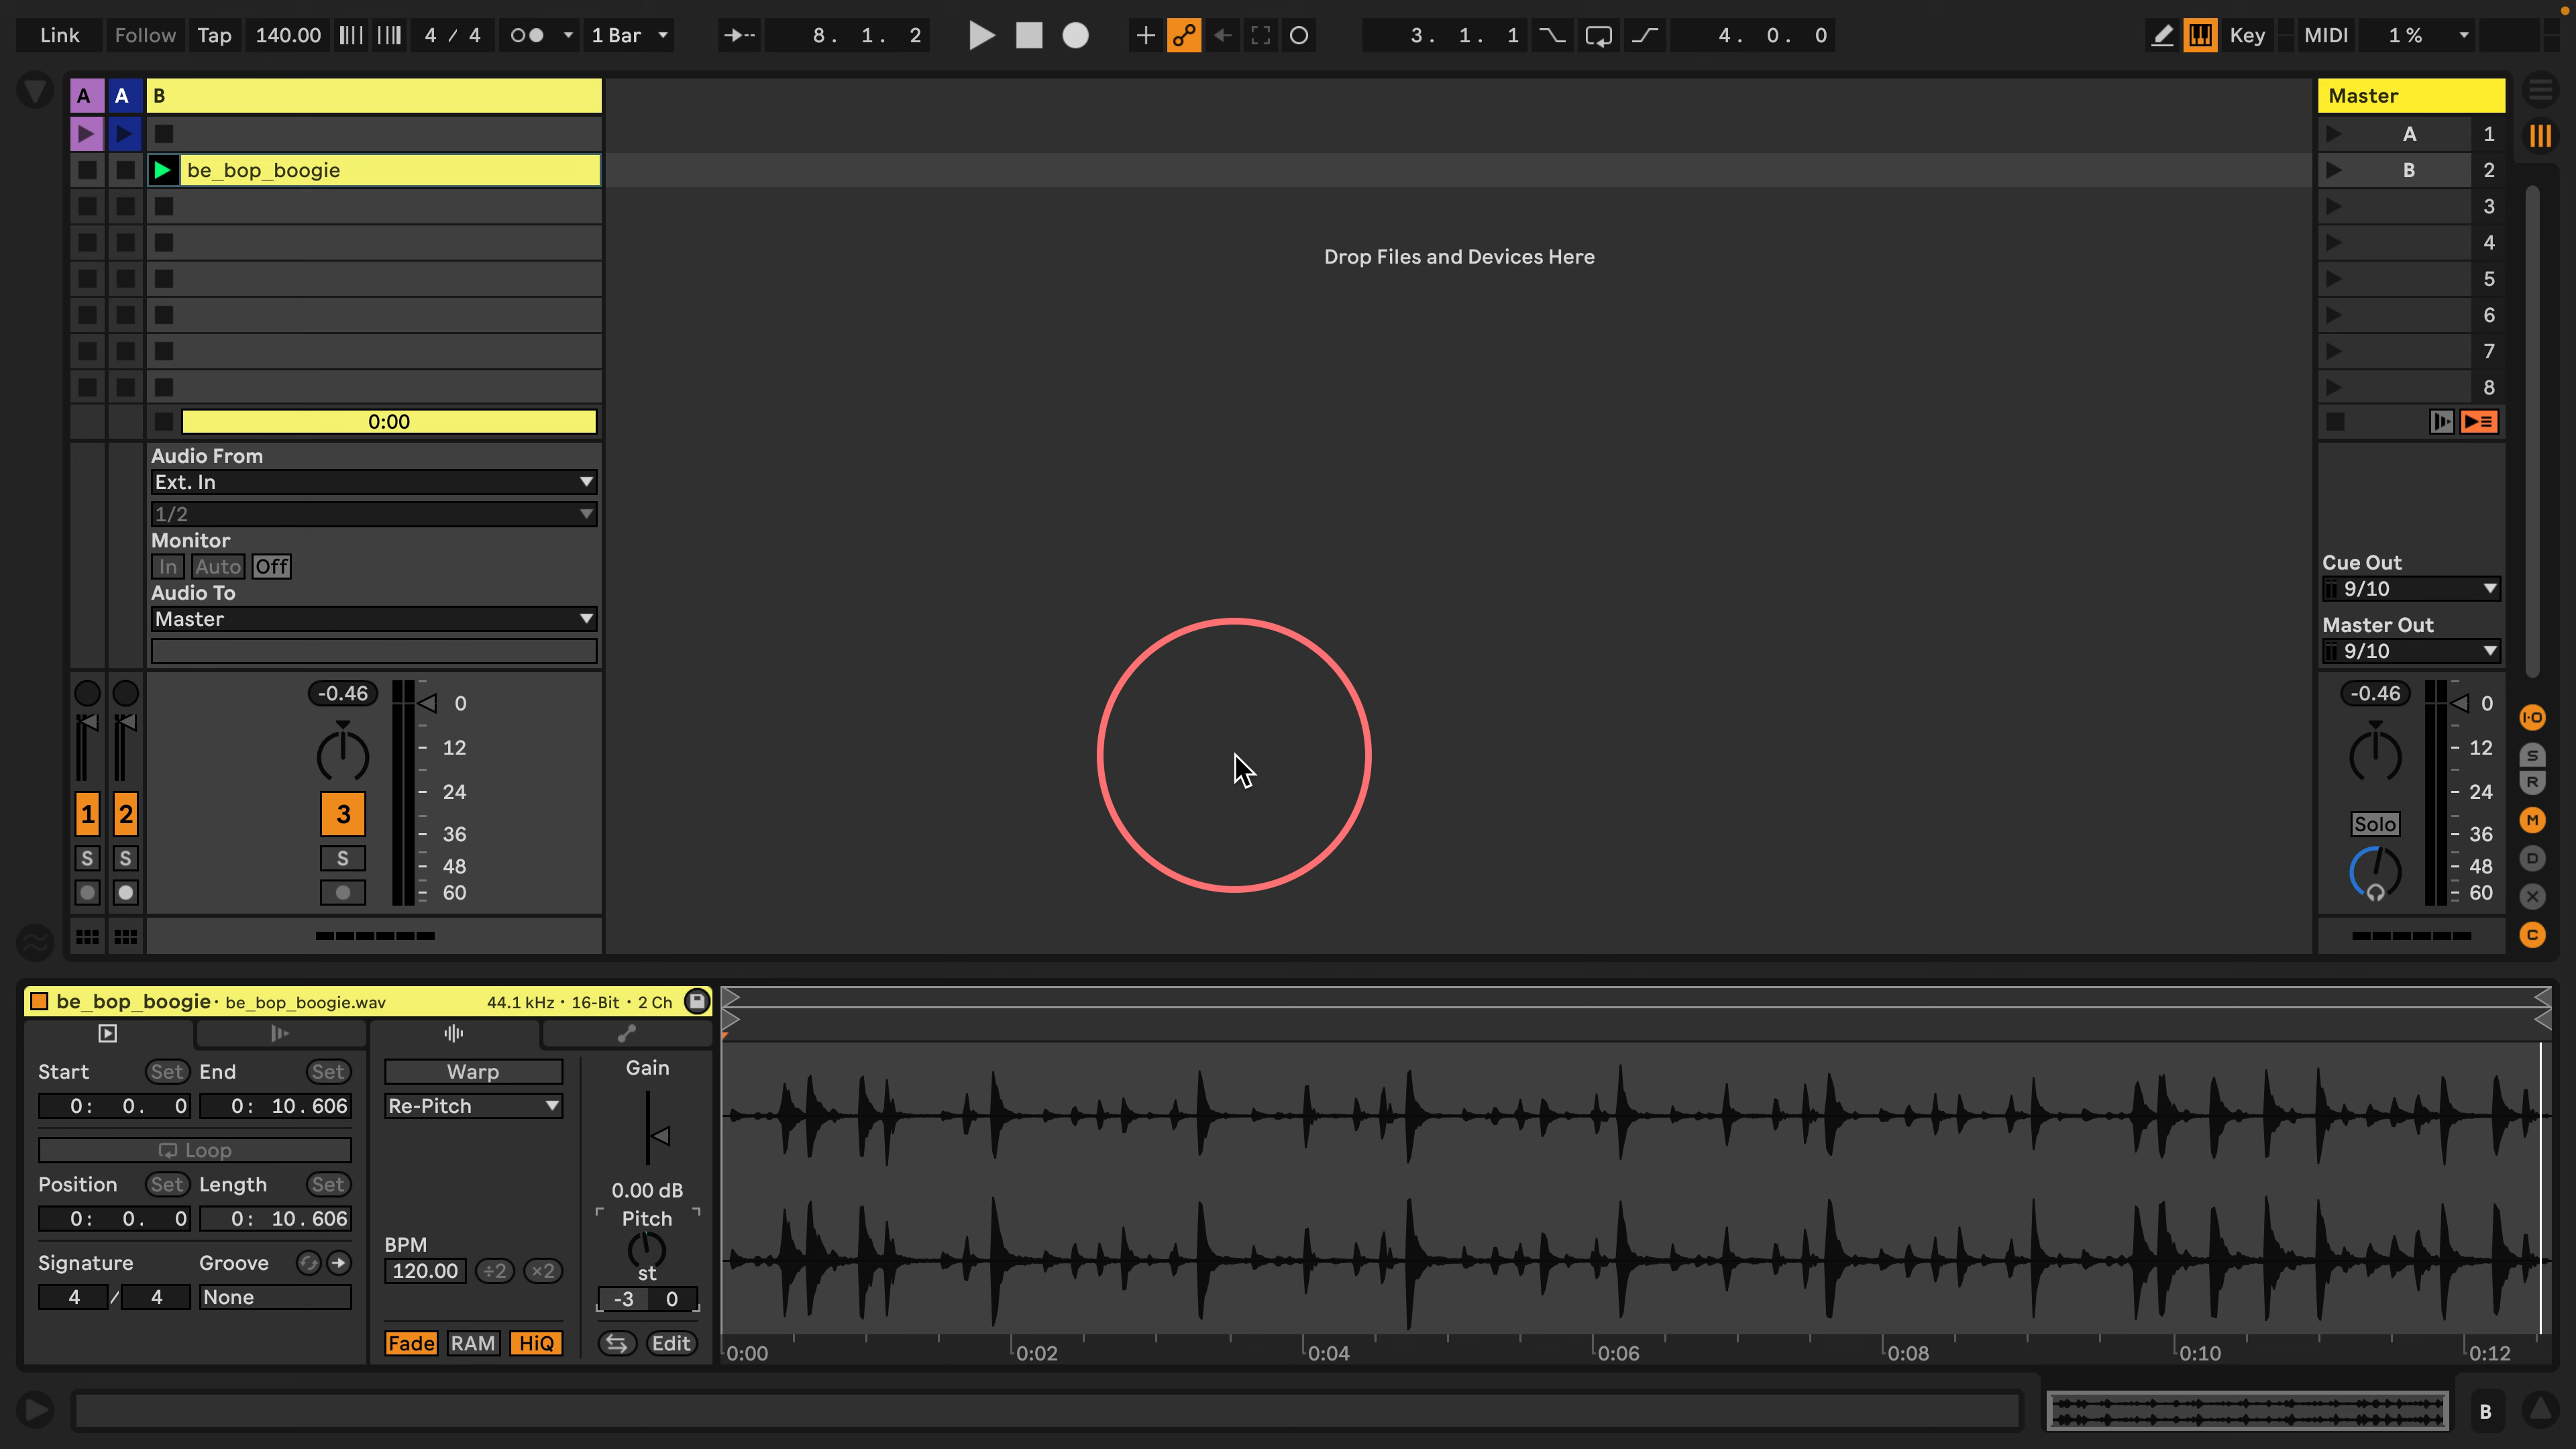 Link Follow Tap 140.00 4 / 4 1 Bar 8. 1. 2 3. 1. 1 4. 0. 0 Key MIDI 1 %
A A B Master
A 1
be_bop_boogie B 2
3
Drop Files and Devices Here 4
5
6
7
8
0:00
Audio From
Ext. In
1/2
Monitor
In Auto Off
Audio To
Master
Cue Out
9/10
Master Out
9/10
-0.46 0 -0.46 0
12 12
24 24
1 2 3 Solo
36 36
S S S
48 48
60 60
I·O
S
R
M
D
X
C
be_bop_boogie · be_bop_boogie.wav 44.1 kHz · 16-Bit · 2 Ch
Start Set End Set Warp Gain
0: 0. 0 0: 10.606 Re-Pitch
Loop
Position Set Length Set 0.00 dB
0: 0. 0 0: 10.606 Pitch
Signature Groove BPM
4 / 4 None 120.00 ÷2 ×2 st
-3 0
Fade RAM HiQ Edit
0:00 0:02 0:04 0:06 0:08 0:10 0:12
B